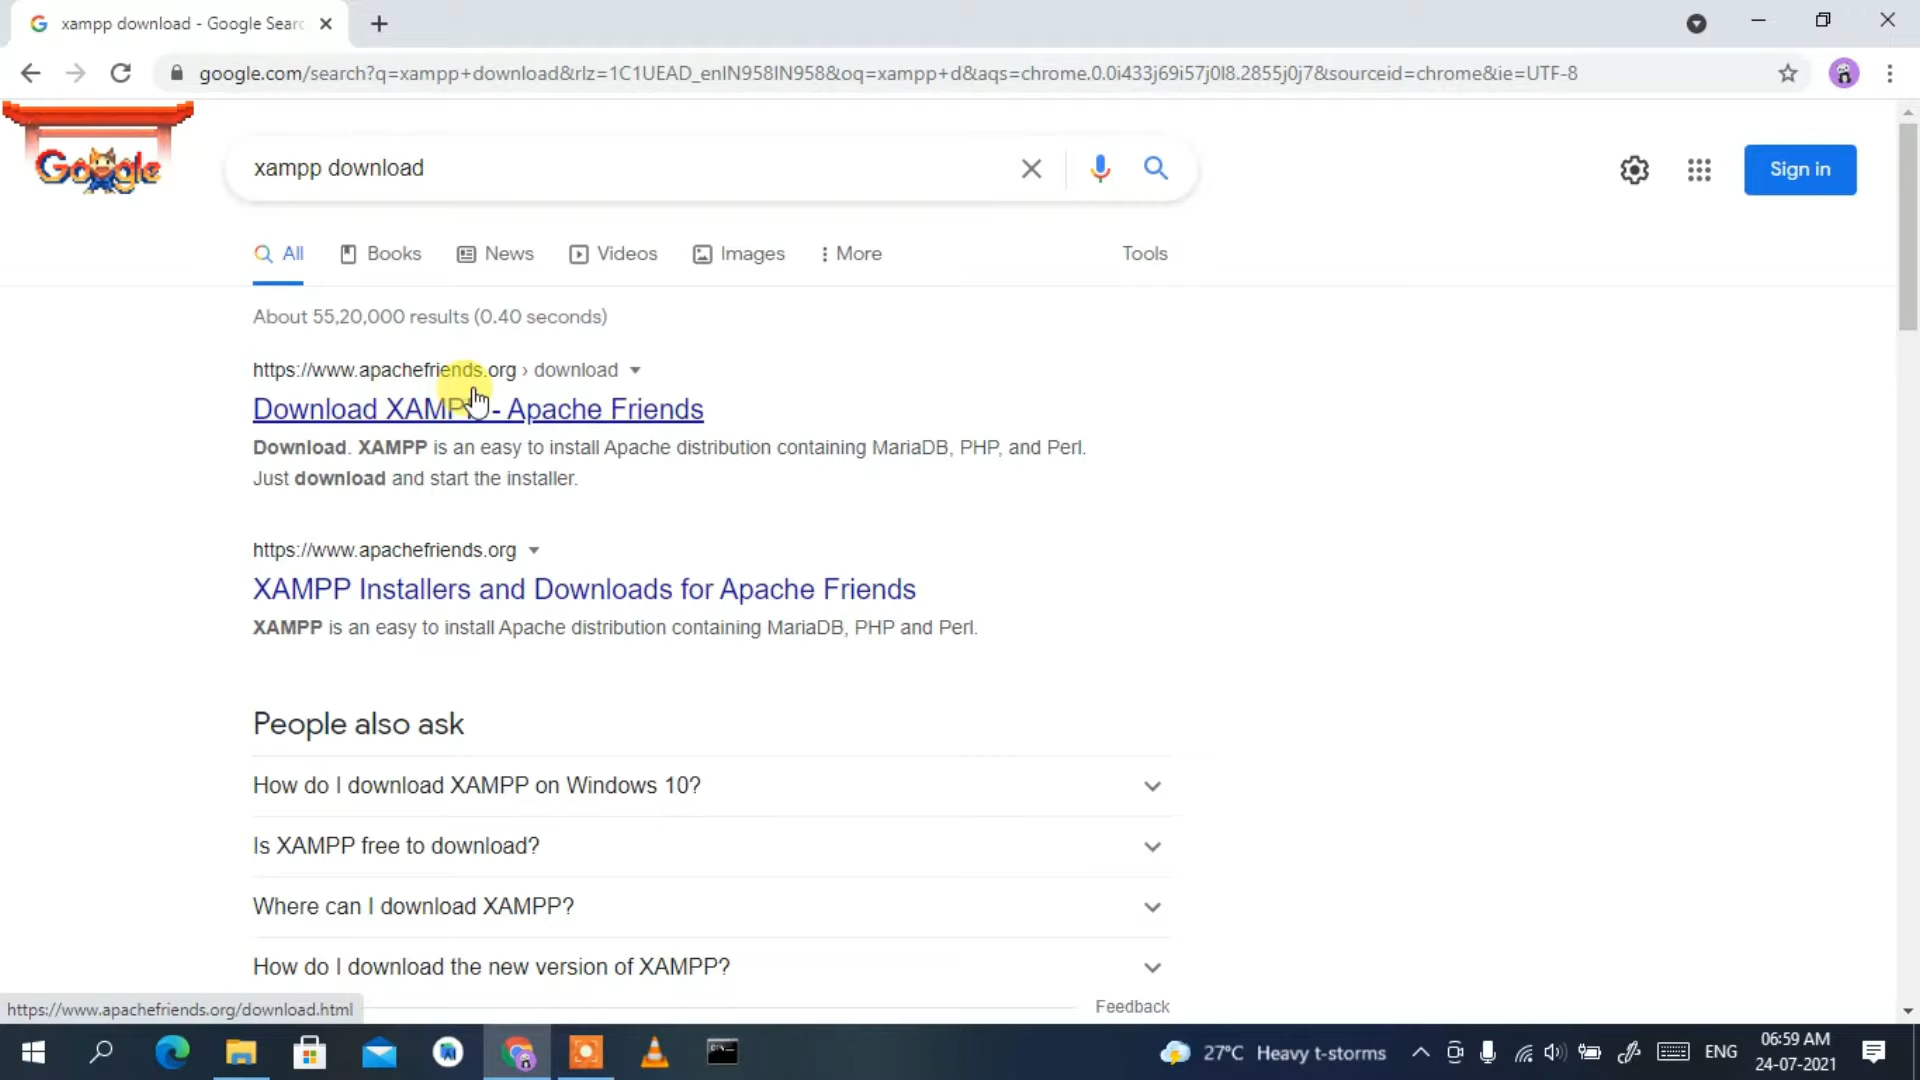 xampp download - Google Searc
google.com/search?q=xampp+download&rlz=1C1UEAD_enIN958IN958&oq=xampp+d&aqs=chrome.0.0i433j69i57j0l8.2855j0j7&sourceid=chrome&ie=UTF-8
Google
xampp download
Sign in
All Books News Videos Images More Tools
About 55,20,000 results (0.40 seconds)
https://www.apachefriends.org › download
Download XAMPP - Apache Friends
Download. XAMPP is an easy to install Apache distribution containing MariaDB, PHP, and Perl.
Just download and start the installer.
https://www.apachefriends.org
XAMPP Installers and Downloads for Apache Friends
XAMPP is an easy to install Apache distribution containing MariaDB, PHP and Perl.
People also ask
How do I download XAMPP on Windows 10?
Is XAMPP free to download?
Where can I download XAMPP?
How do I download the new version of XAMPP?
https://www.apachefriends.org/download.html
Feedback
27°C Heavy t-storms
ENG
06:59 AM
24-07-2021